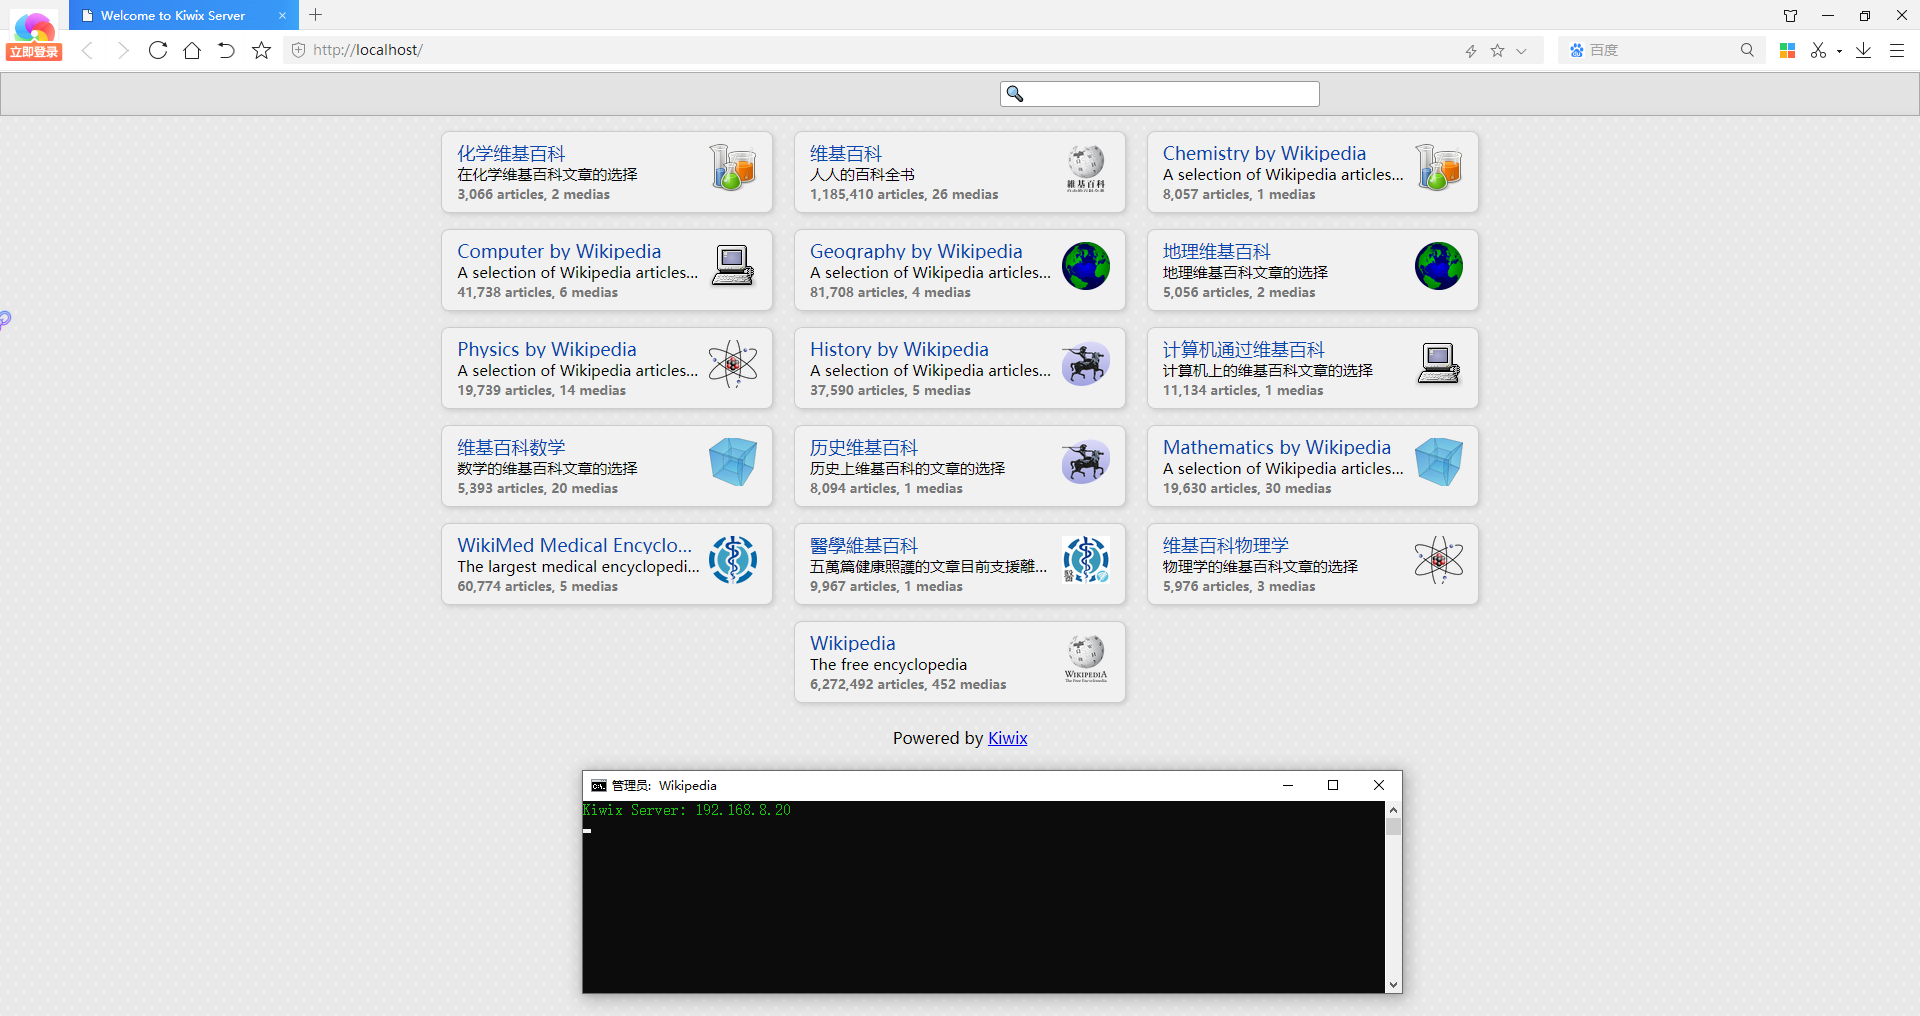 Welcome to Kiwix Server
立即登录
http://localhost/
百度
化学维基百科
在化学维基百科文章的选择
3,066 articles, 2 medias
维基百科
人人的百科全书
1,185,410 articles, 26 medias
維基百科
Chemistry by Wikipedia
A selection of Wikipedia articles...
8,057 articles, 1 medias
Computer by Wikipedia
A selection of Wikipedia articles...
41,738 articles, 6 medias
Geography by Wikipedia
A selection of Wikipedia articles...
81,708 articles, 4 medias
地理维基百科
地理维基百科文章的选择
5,056 articles, 2 medias
Physics by Wikipedia
A selection of Wikipedia articles...
19,739 articles, 14 medias
History by Wikipedia
A selection of Wikipedia articles...
37,590 articles, 5 medias
计算机通过维基百科
计算机上的维基百科文章的选择
11,134 articles, 1 medias
维基百科数学
数学的维基百科文章的选择
5,393 articles, 20 medias
历史维基百科
历史上维基百科的文章的选择
8,094 articles, 1 medias
Mathematics by Wikipedia
A selection of Wikipedia articles...
19,630 articles, 30 medias
WikiMed Medical Encyclo...
The largest medical encyclopedi...
60,774 articles, 5 medias
醫學維基百科
五萬篇健康照護的文章目前支援離...
9,967 articles, 1 medias
醫
维基百科物理学
物理学的维基百科文章的选择
5,976 articles, 3 medias
Wikipedia
The free encyclopedia
6,272,492 articles, 452 medias
WIKIPEDIA
The Free Encyclopedia
Powered by Kiwix
管理员: Wikipedia
Kiwix Server: 192.168.8.20